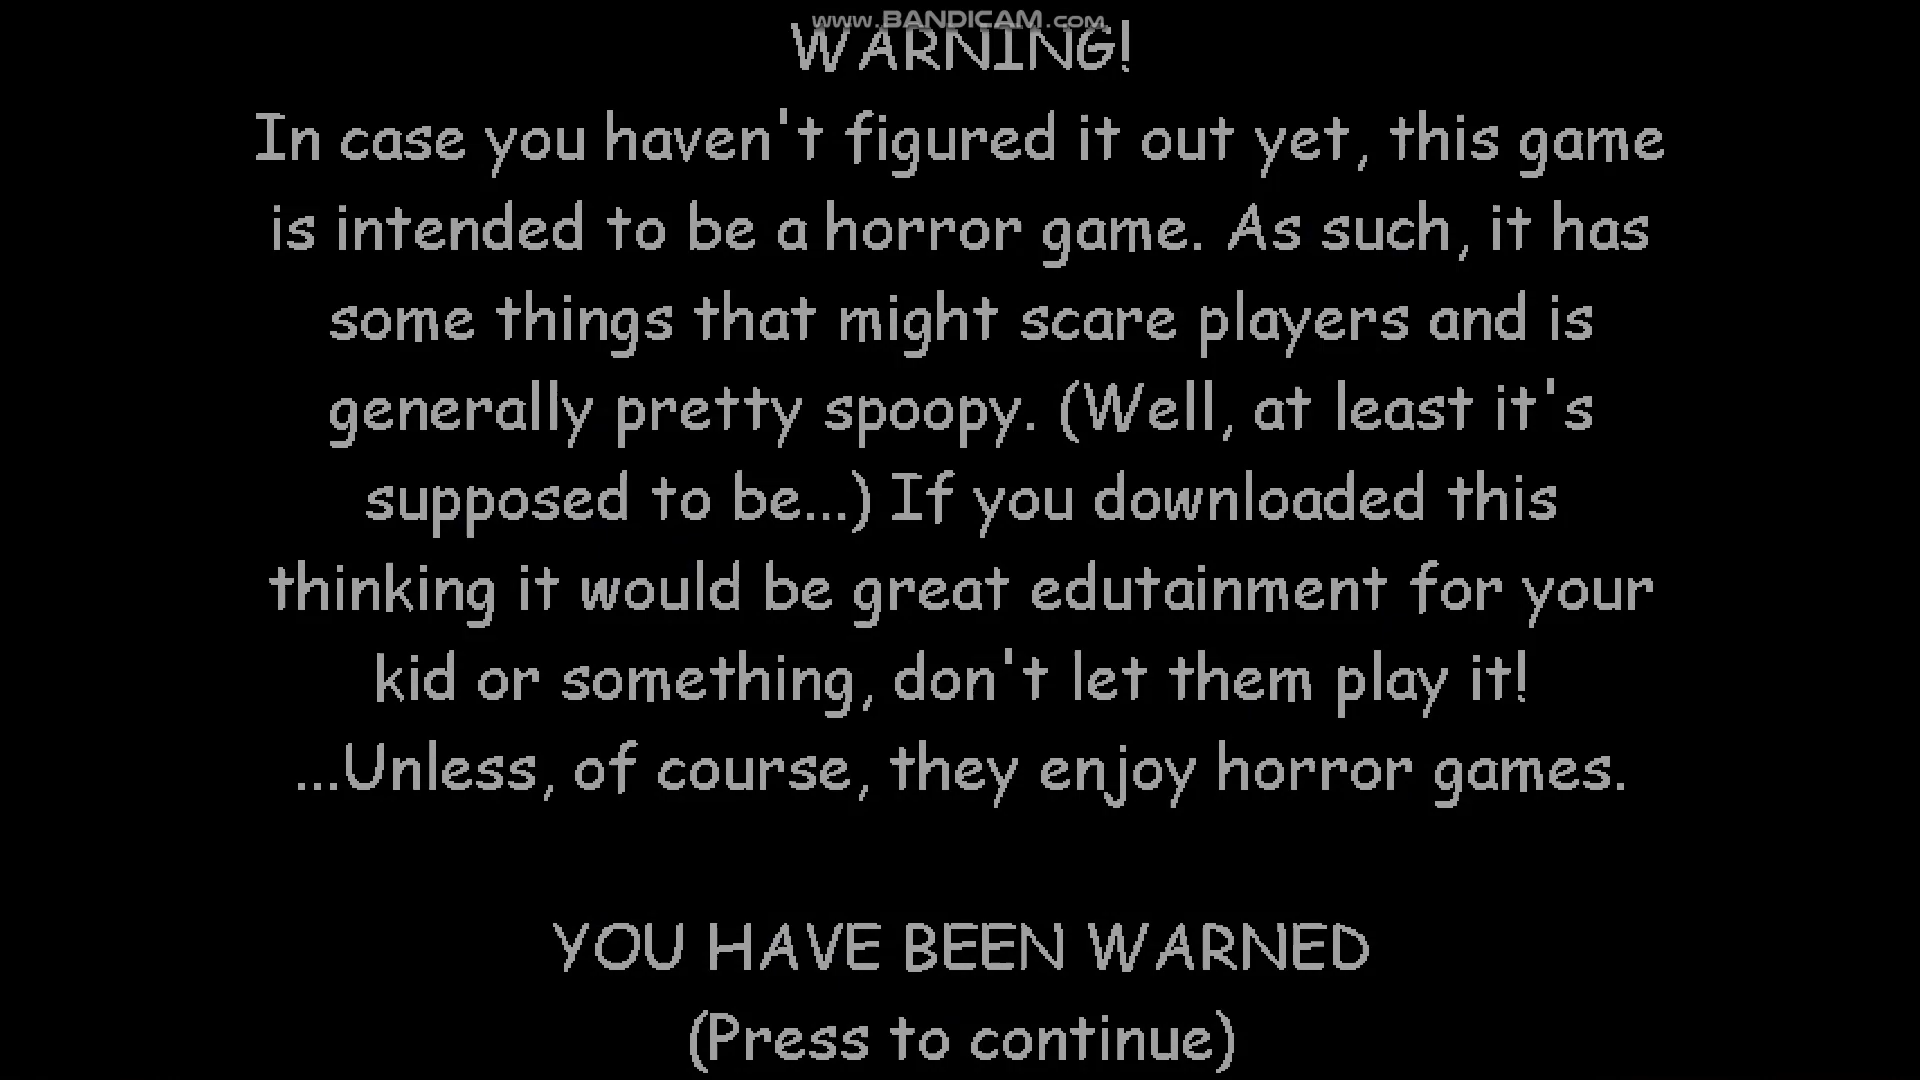 www.BANDICAM.com
WARNING!
In case you haven't figured it out yet, this game
is intended to be a horror game. As such, it has
some things that might scare players and is
generally pretty spoopy. (Well, at least it's
supposed to be...) If you downloaded this
thinking it would be great edutainment for your
kid or something, don't let them play it!
...Unless, of course, they enjoy horror games.
YOU HAVE BEEN WARNED
(Press to continue)